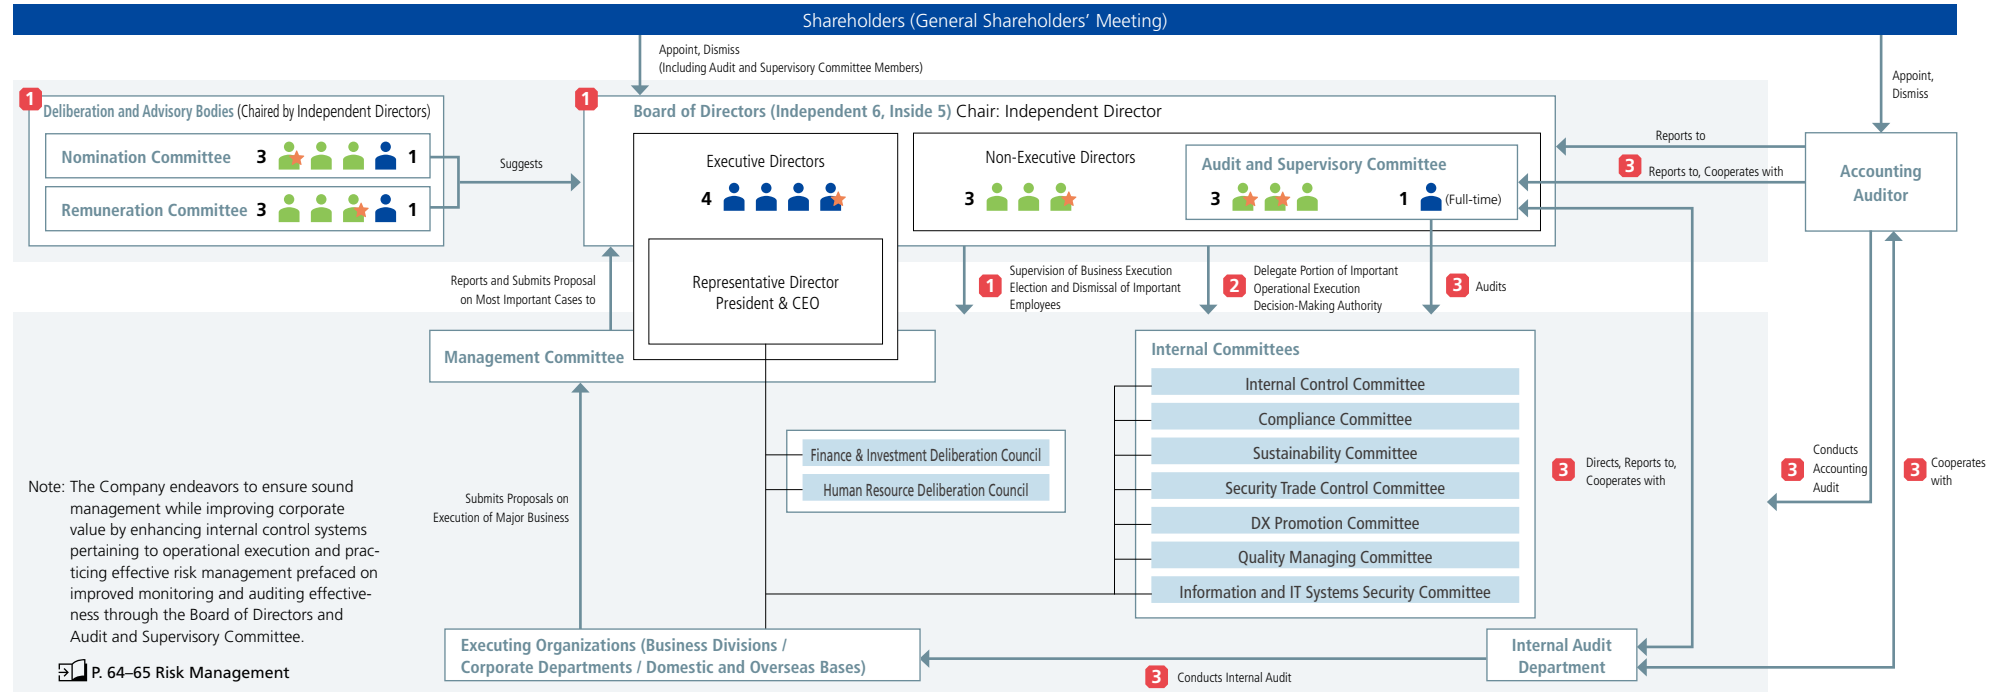 Shareholders (General Shareholders' Meeting)
Appoint, Dismiss
(Including Audit and Supervisory Committee Members)
Appoint,
Dismiss
1
Deliberation and Advisory Bodies (Chaired by Independent Directors)
Nomination Committee 3 1
Remuneration Committee 3 1
Suggests
1
Board of Directors (Independent 6, Inside 5) Chair: Independent Director
Executive Directors
4
Representative Director
President & CEO
Non-Executive Directors
3
Audit and Supervisory Committee
3 1 (Full-time)
Reports to
3 Reports to, Cooperates with
Accounting
Auditor
Reports and Submits Proposal
on Most Important Cases to
1
Supervision of Business Execution
Election and Dismissal of Important
Employees
2
Delegate Portion of Important
Operational Execution
Decision-Making Authority
3 Audits
Management Committee
Internal Committees
Internal Control Committee
Compliance Committee
Sustainability Committee
Security Trade Control Committee
DX Promotion Committee
Quality Managing Committee
Information and IT Systems Security Committee
Finance & Investment Deliberation Council
Human Resource Deliberation Council
Submits Proposals on
Execution of Major Business
3
Directs, Reports to,
Cooperates with
3
Conducts
Accounting
Audit
3
Cooperates
with
Note: The Company endeavors to ensure sound
management while improving corporate
value by enhancing internal control systems
pertaining to operational execution and prac-
ticing effective risk management prefaced on
improved monitoring and auditing effective-
ness through the Board of Directors and
Audit and Supervisory Committee.
P. 64–65 Risk Management
Executing Organizations (Business Divisions /
Corporate Departments / Domestic and Overseas Bases)
3 Conducts Internal Audit
Internal Audit
Department